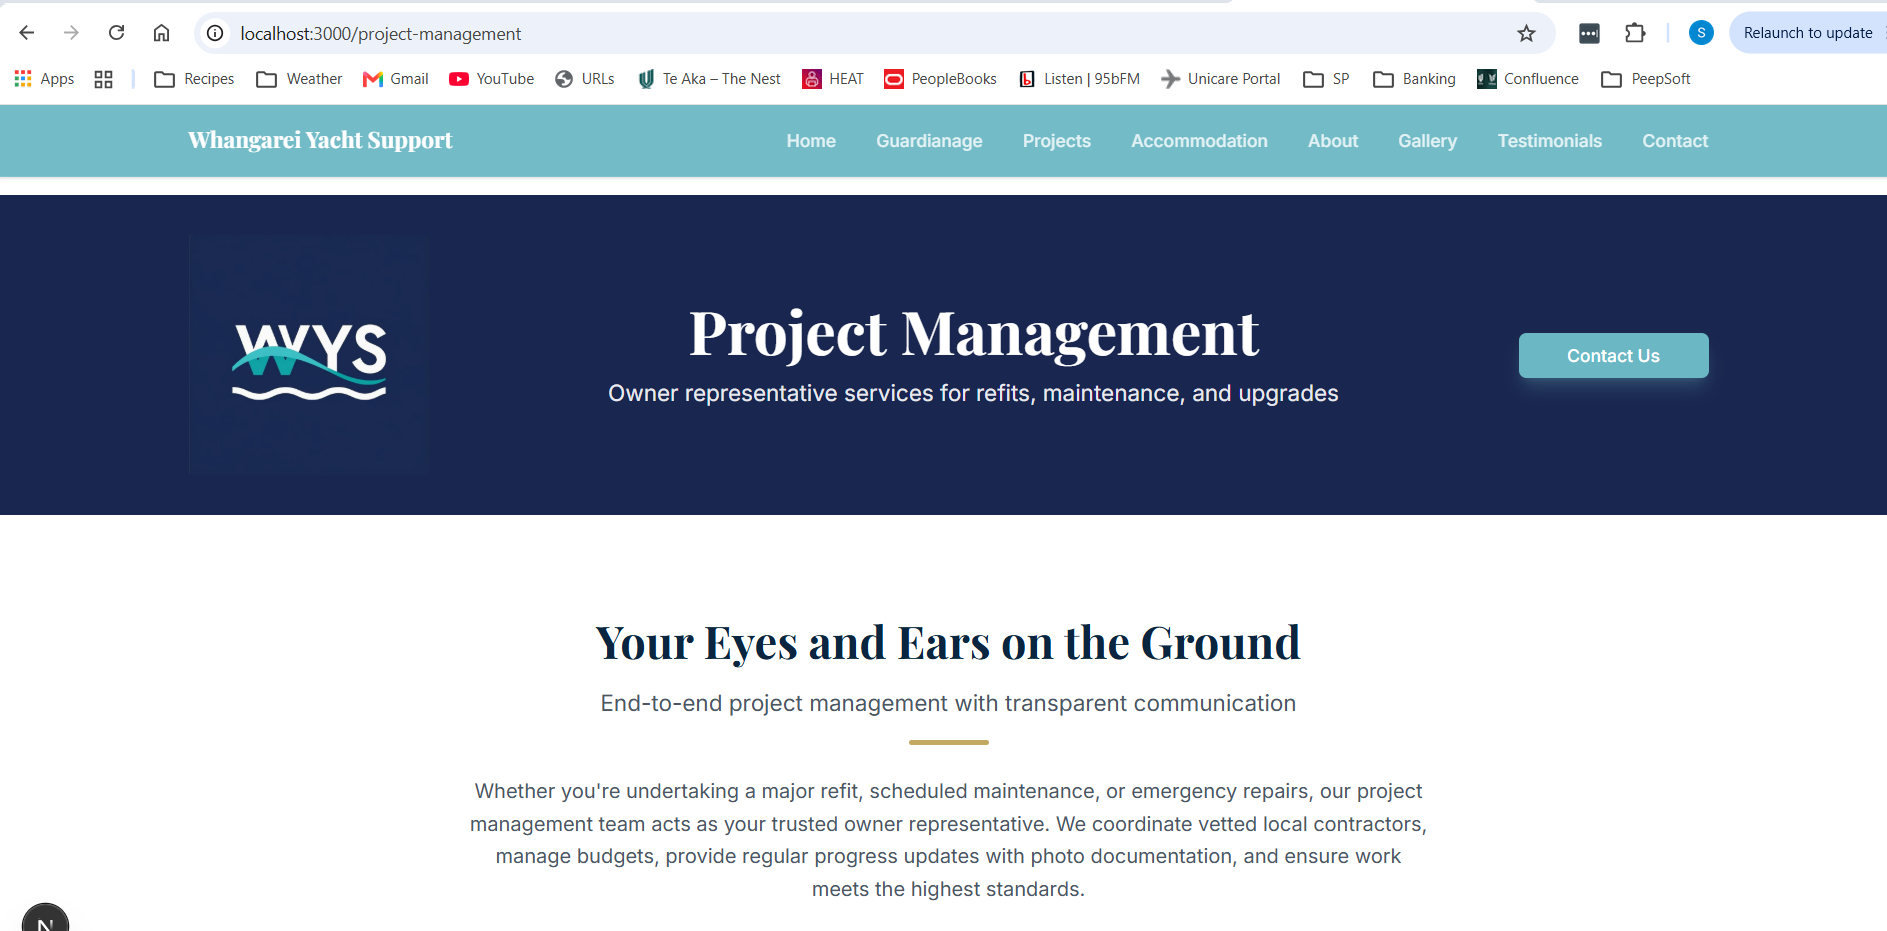 localhost:3000/project-management
S
Relaunch to update
Apps
Recipes
Weather
Gmail
YouTube
URLs
Te Aka – The Nest
HEAT
PeopleBooks
Listen | 95bFM
Unicare Portal
SP
Banking
Confluence
PeepSoft
Whangarei Yacht Support
Home
Guardianage
Projects
Accommodation
About
Gallery
Testimonials
Contact
WYS
Project Management
Owner representative services for refits, maintenance, and upgrades
Contact Us
Your Eyes and Ears on the Ground
End-to-end project management with transparent communication
Whether you're undertaking a major refit, scheduled maintenance, or emergency repairs, our project
management team acts as your trusted owner representative. We coordinate vetted local contractors,
manage budgets, provide regular progress updates with photo documentation, and ensure work
meets the highest standards.
N